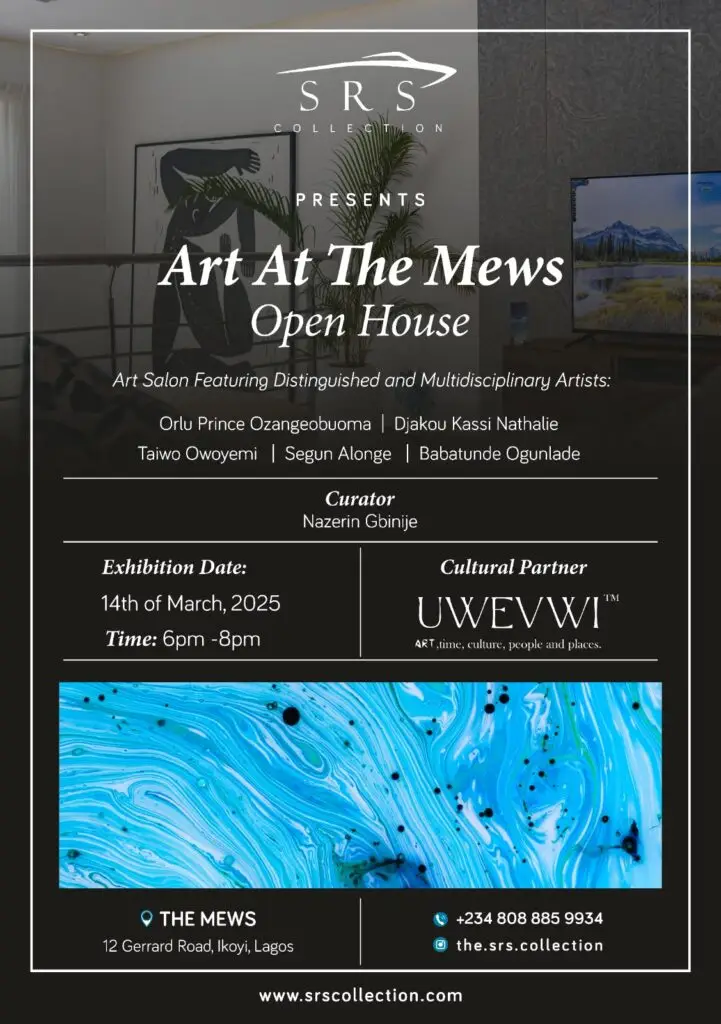 SRS
COLLECTION
PRESENTS
Art At The Mews
Open House
Art Salon Featuring Distinguished and Multidisciplinary Artists:
Orlu Prince Ozangeobuoma | Djakou Kassi Nathalie
Taiwo Owoyemi | Segun Alonge | Babatunde Ogunlade
Curator
Nazerin Gbinije
Exhibition Date:
14th of March, 2025
Time: 6pm -8pm
Cultural Partner
UWEVWI™
ART,time, culture, people and places.
THE MEWS
12 Gerrard Road, Ikoyi, Lagos
+234 808 885 9934
the.srs.collection
www.srscollection.com